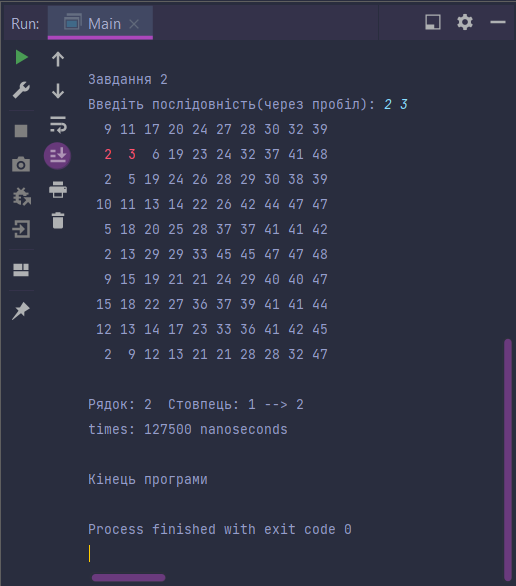 Run: Main
Завдання 2
Введіть послідовність(через пробіл): 2 3
9 11 17 20 24 27 28 30 32 39
2 3 6 19 23 24 32 37 41 48
2 5 19 24 26 28 29 30 38 39
10 11 13 14 22 26 42 44 47 47
5 18 20 25 28 37 37 41 41 42
2 13 29 29 33 45 45 47 47 48
9 15 19 21 21 24 29 40 40 47
15 18 22 27 36 37 39 41 41 44
12 13 14 17 23 33 36 41 42 45
2 9 12 13 21 21 28 28 32 47
Рядок: 2 Стовпець: 1 --> 2
times: 127500 nanoseconds
Кінець програми
Process finished with exit code 0